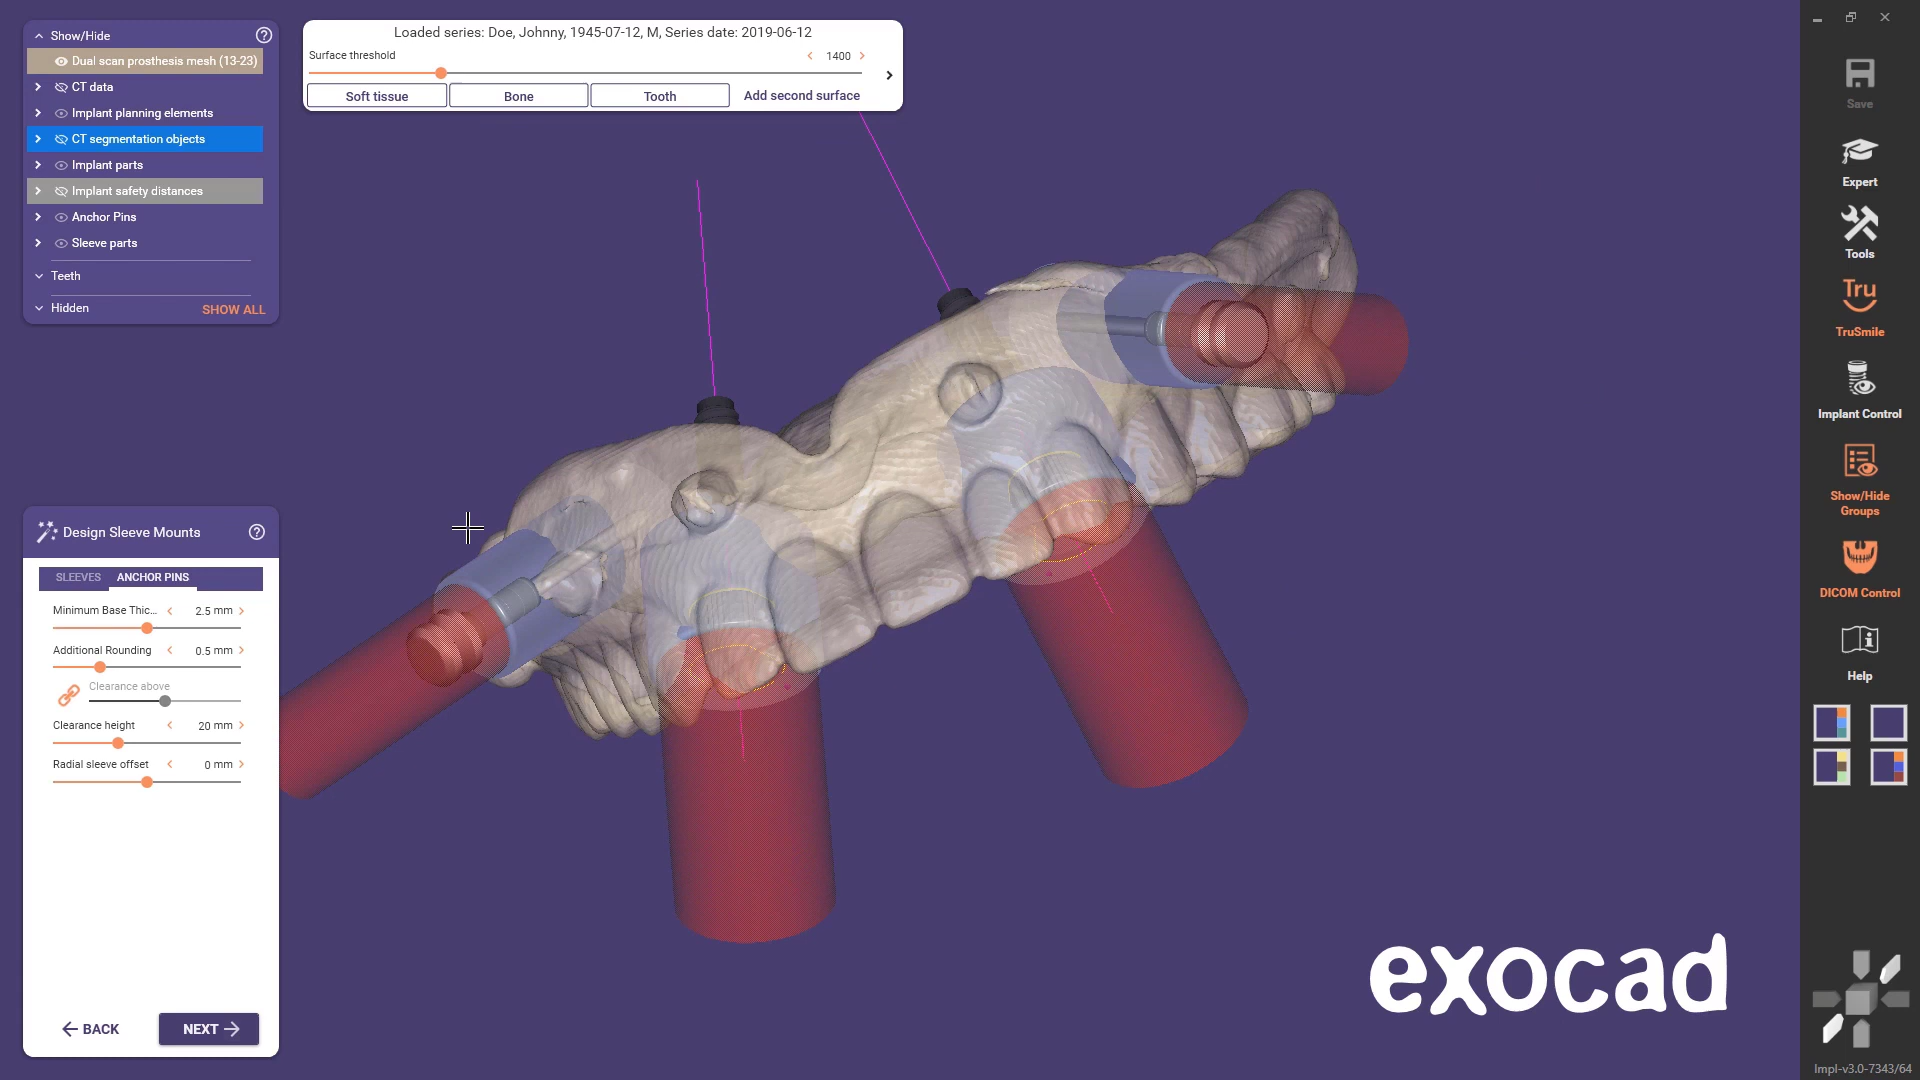 Show/Hide
Dual scan prosthesis mesh (13-23)
CT data
Implant planning elements
CT segmentation objects
Implant parts
Implant safety distances
Anchor Pins
Sleeve parts
Teeth
Hidden
SHOW ALL
Loaded series: Doe, Johnny, 1945-07-12, M, Series date: 2019-06-12
Surface threshold
1400
Soft tissue
Bone
Tooth
Add second surface
Design Sleeve Mounts
SLEEVES
ANCHOR PINS
Minimum Base Thic...
2.5 mm
Additional Rounding
0.5 mm
Clearance above
Clearance height
20 mm
Radial sleeve offset
0 mm
BACK
NEXT
Save
Expert
Tools
Tru
TruSmile
Implant Control
Show/Hide
Groups
DICOM Control
Help
exocad
Impl-v3.0-7343/64